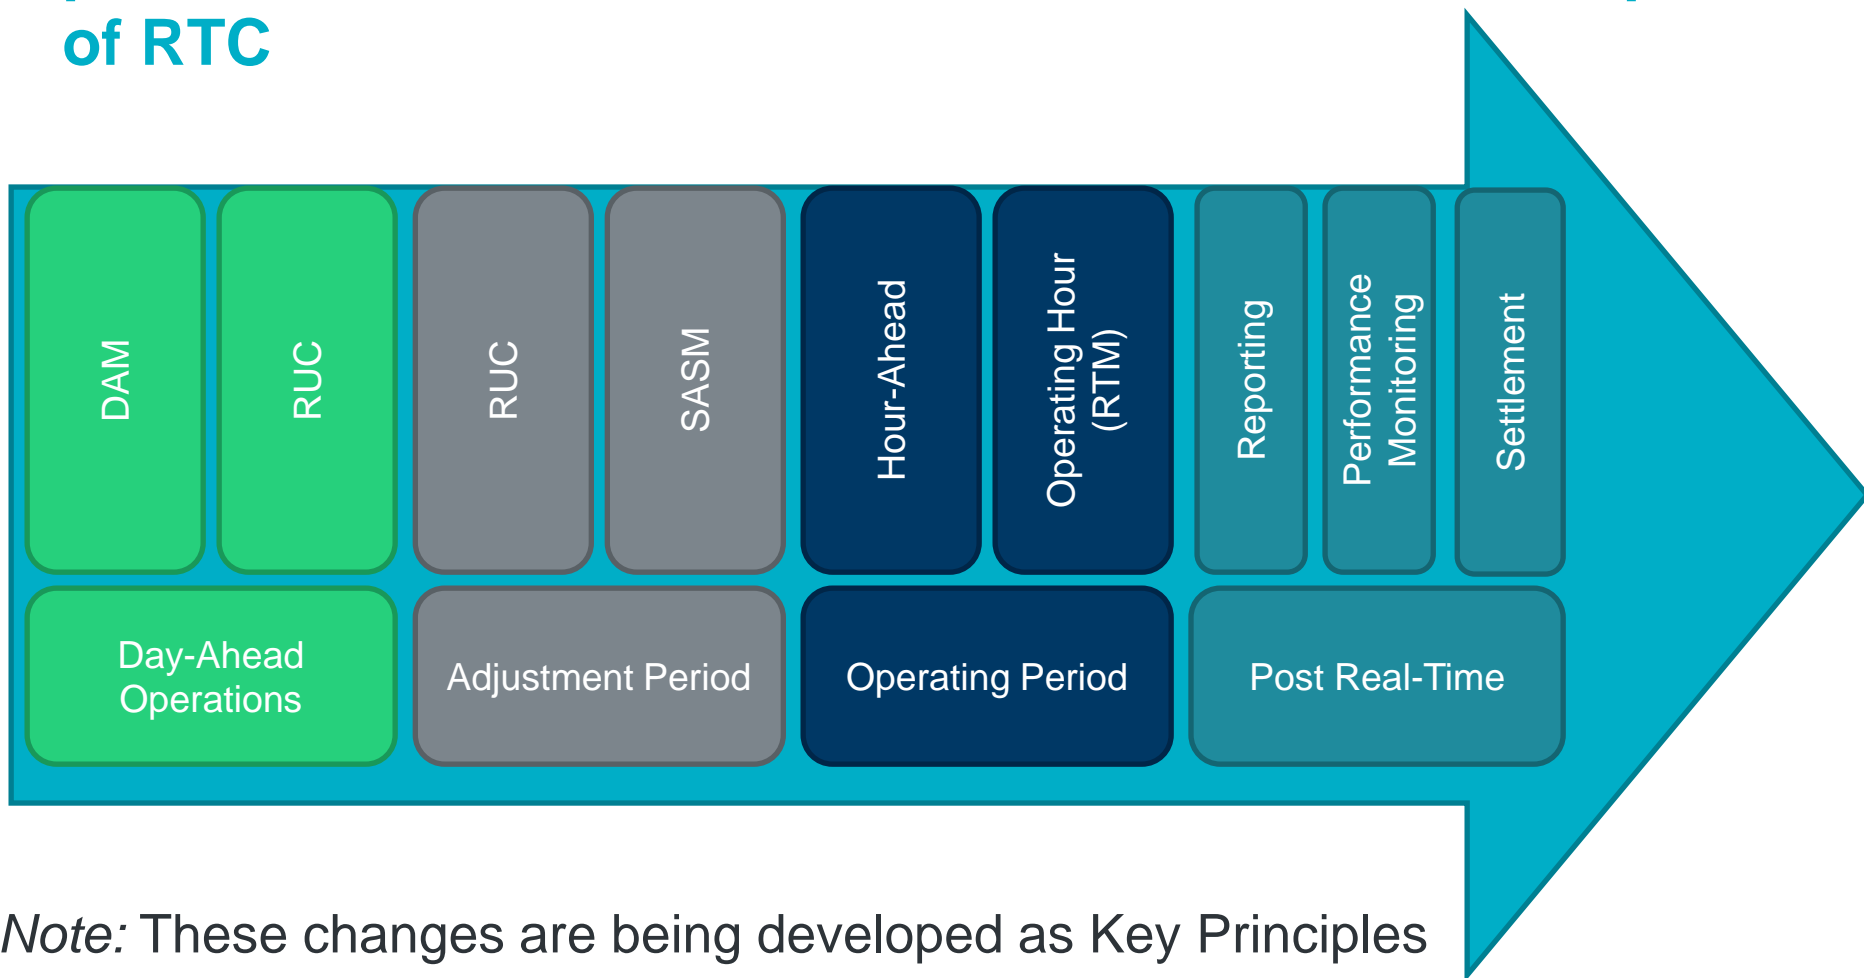 of RTC
DAM
RUC
RUC
SASM
Hour-Ahead
Operating Hour
(RTM)
Reporting
Performance
Monitoring
Settlement
Day-Ahead
Operations
Adjustment Period
Operating Period
Post Real-Time
Note: These changes are being developed as Key Principles